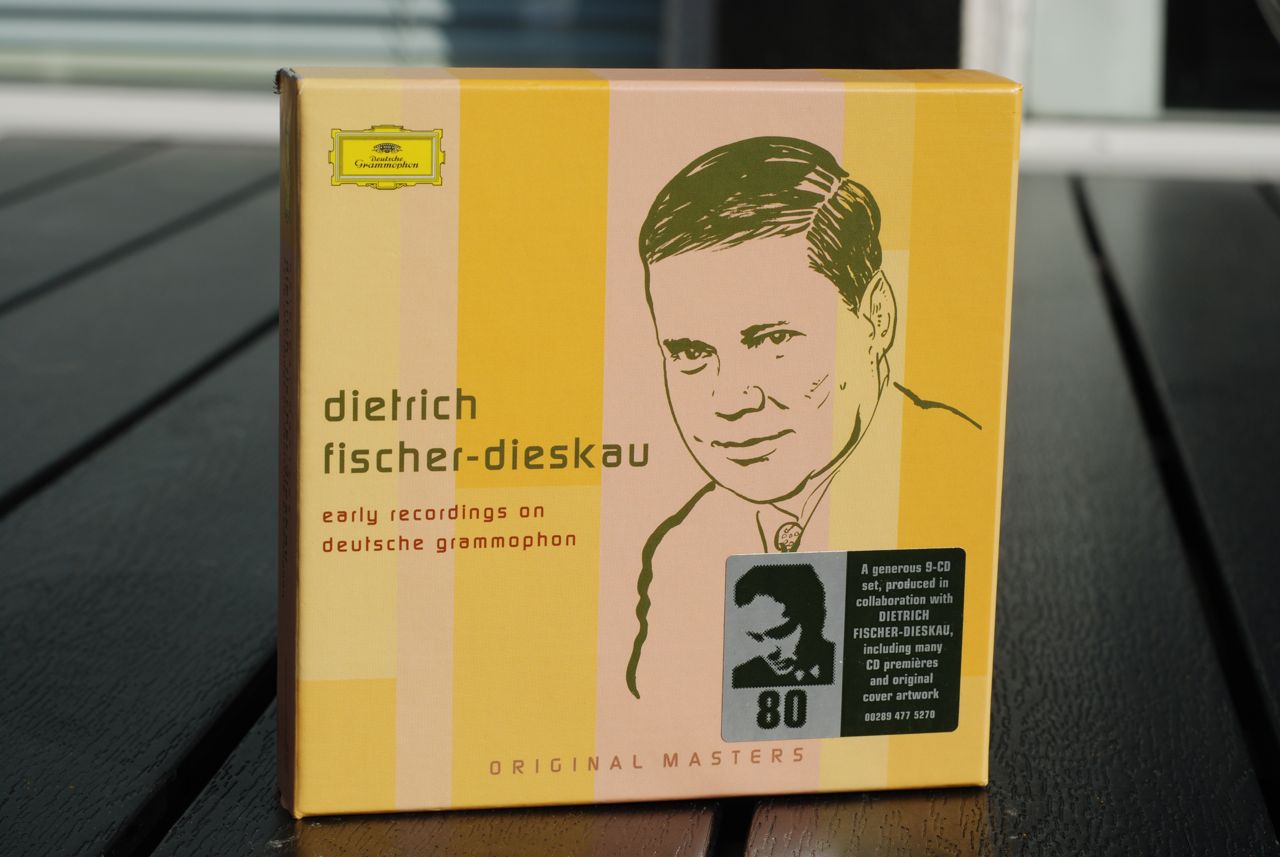 Deutsche
Grammophon
dietrich
fischer-dieskau
early recordings on
deutsche grammophon
A generous 9-CD
set, produced in
collaboration with
DIETRICH
FISCHER-DIESKAU,
including many
CD premières
and original
cover artwork
00289 477 5270
80
ORIGINAL MASTERS